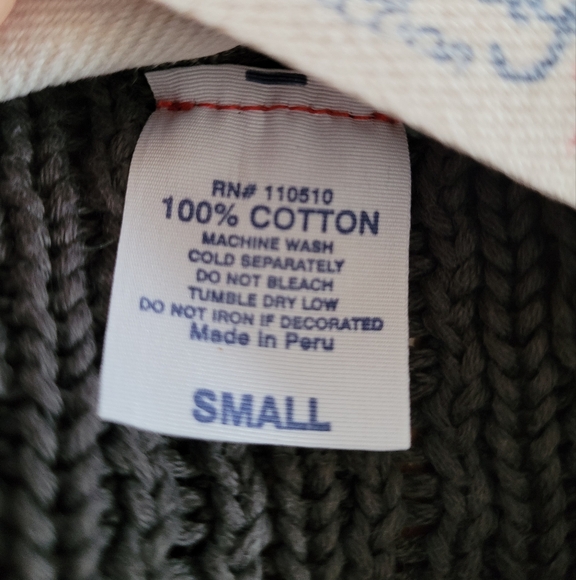 RN# 110510
100% COTTON
MACHINE WASH
COLD SEPARATELY
DO NOT BLEACH
TUMBLE DRY LOW
DO NOT IRON IF DECORATED
Made in Peru
SMALL